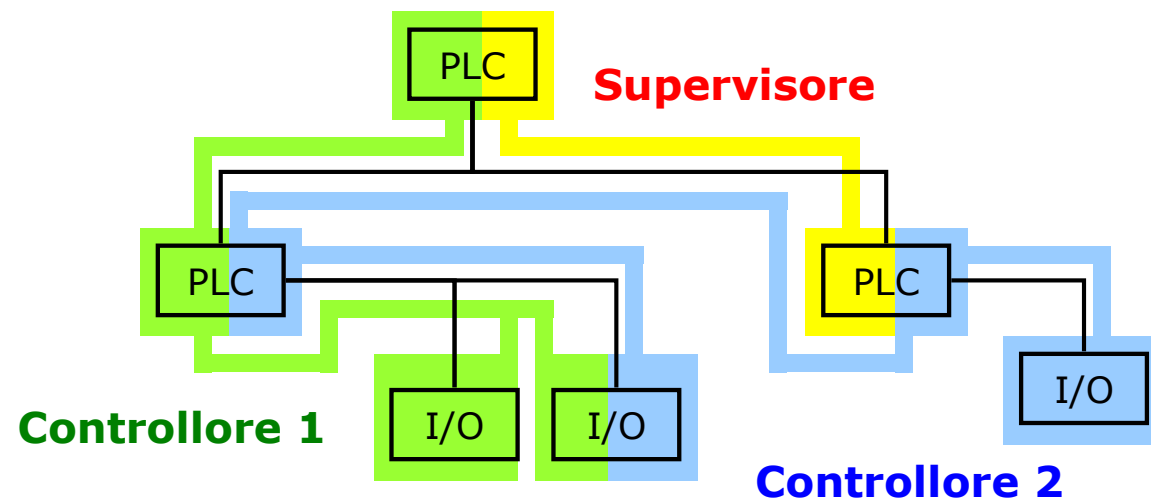 PLC
Supervisore
PLC
PLC
I/O
I/O
I/O
Controllore 1
Controllore 2